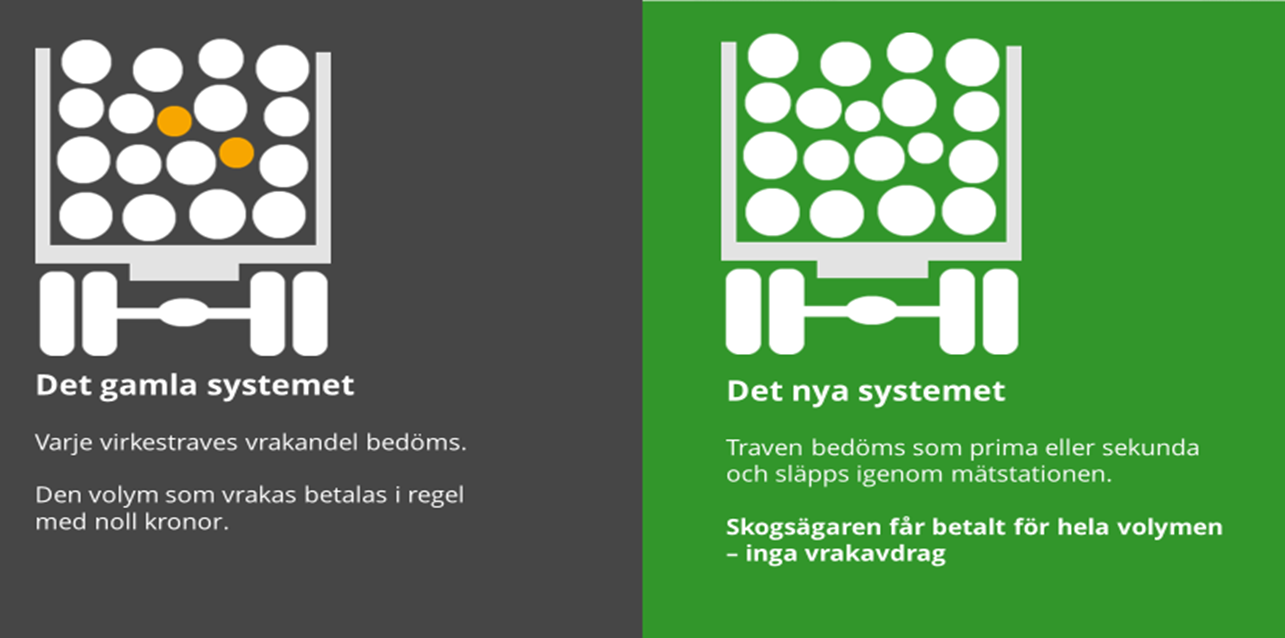 Det gamla systemet
Varje virkestraves vrakandel bedöms.
Den volym som vrakas betalas i regel
med noll kronor.
Det nya systemet
Traven bedöms som prima eller sekunda
och släpps igenom mätstationen.
Skogsägaren får betalt för hela volymen
– inga vrakavdrag